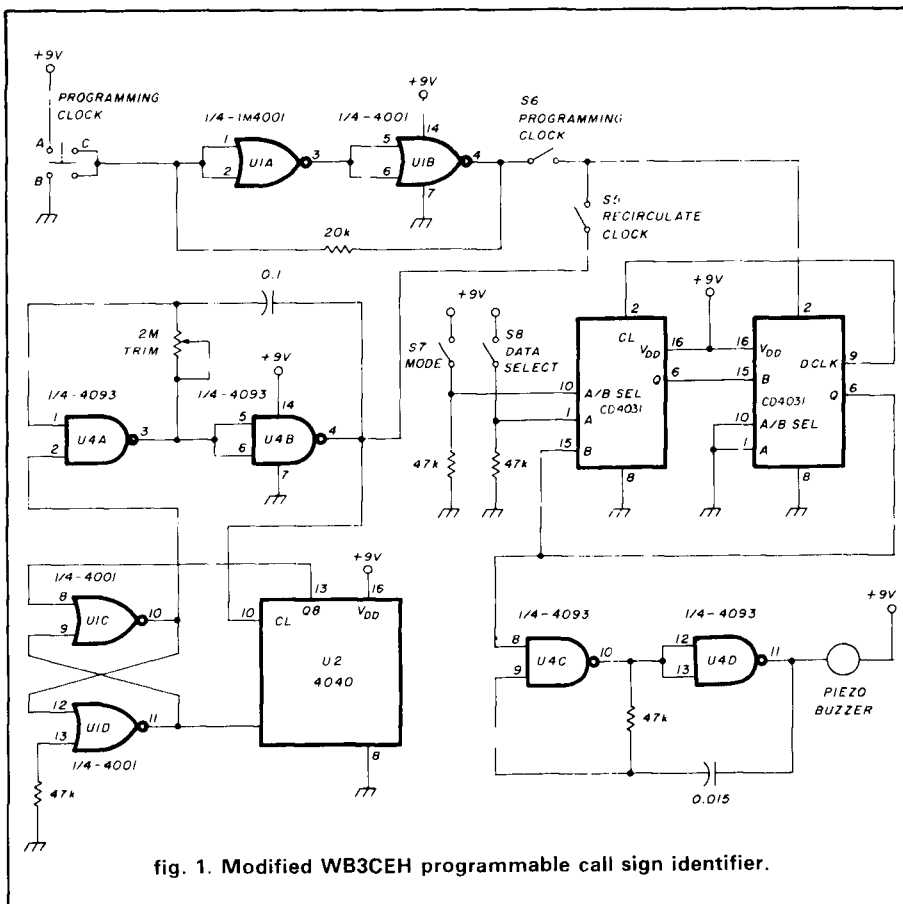 +9V
PROGRAMMING
CLOCK
A
C
B
1/4-1M4001
1
2
U1A
3
1/4-4001
+9V
14
5
6
U1B
4
7
S6
PROGRAMMING
CLOCK
20k
S5
RECIRCULATE
CLOCK
0.1
2M
TRIM
1/4-4093
1
2
U4A
3
1/4-4093
+9V
14
5
6
U4B
4
7
+9V
S7
MODE
S8
DATA
SELECT
47k
47k
2
CL
VDD
16
10
A/B SEL
Q
6
1
A
CD4031
15
B
8
+9V
2
16
VDD
DCLK
9
15
B
Q
6
CD4031
10
A/B SEL
1
A
8
1/4-4001
8
9
U1C
10
12
13
U1D
11
1/4-4001
47k
+9V
13
16
10
CL
Q8
VDD
U2
4040
8
1/4-4093
8
9
U4C
10
1/4-4093
12
13
U4D
11
+9V
PIEZO
BUZZER
47k
0.015
fig. 1. Modified WB3CEH programmable call sign identifier.